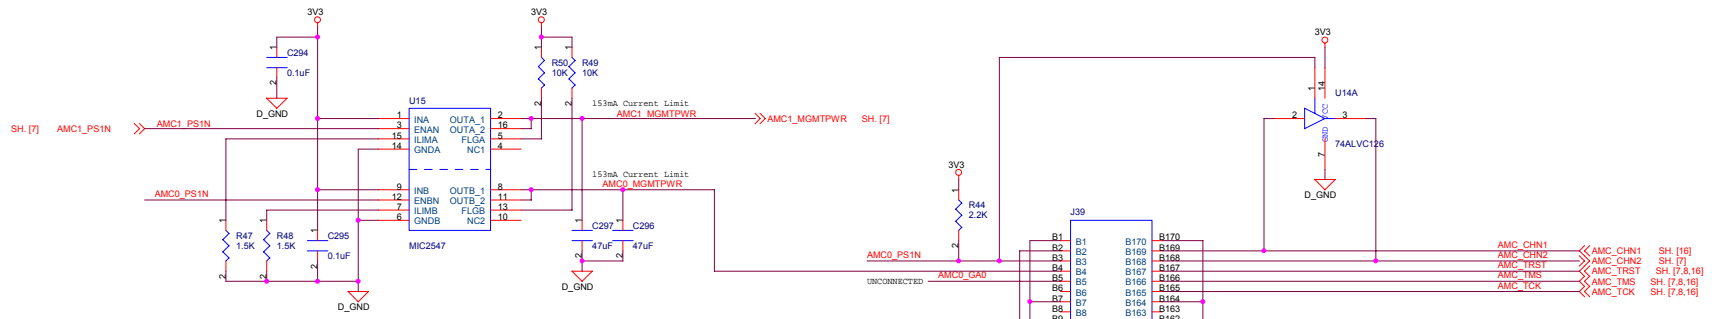 3V3
3V3
3V3
C294
0.1uF
D_GND
R50
10K
R49
10K
U15
153mA Current Limit
AMC1_MGMTPWR
AMC1_MGMTPWR SH. [7]
SH. [7] AMC1_PS1N
AMC1_PS1N
1 INA OUTA_1 2
3 ENAN OUTA_2 16
15 ILIMA FLGA 5
14 GNDA NC1 4
153mA Current Limit
AMC0_MGMTPWR
AMC0_PS1N
9 INB OUTB_1 8
12 ENBN OUTB_2 11
7 ILIMB FLGB 13
6 GNDB NC2 10
MIC2547
R47
1.5K
R48
1.5K
C295
0.1uF
D_GND
C297
47uF
C296
47uF
D_GND
1
14
U14A
VCC
GND
2
3
7
74ALVC126
D_GND
3V3
R44
2.2K
J39
AMC0_PS1N
AMC0_GA0
UNCONNECTED
B1 B1 B170 B170
B2 B2 B169 B169
B3 B3 B168 B168
B4 B4 B167 B167
B5 B5 B166 B166
B6 B6 B165 B165
B7 B7 B164 B164
B8 B8 B163 B163
B9 B162
AMC_CHN1 AMC_CHN1 SH. [16]
AMC_CHN2 AMC_CHN2 SH. [7]
AMC_TRST AMC_TRST SH. [7,8,16]
AMC_TMS AMC_TMS SH. [7,8,16]
AMC_TCK AMC_TCK SH. [7,8,16]